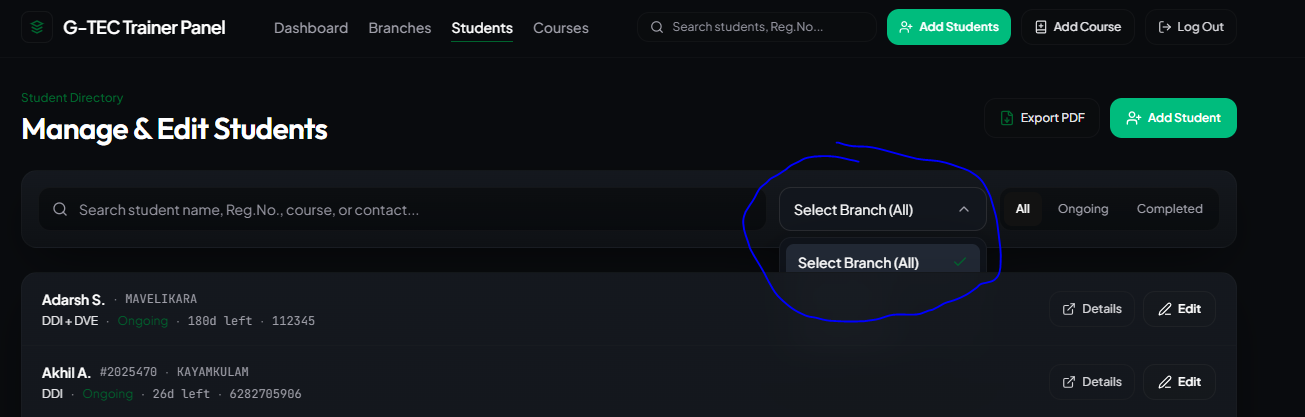 G-TEC Trainer Panel Dashboard Branches Students Courses Search students, Reg.No... Add Students Add Course Log Out
Student Directory
Manage & Edit Students Export PDF Add Student
Search student name, Reg.No., course, or contact... Select Branch (All) All Ongoing Completed
Select Branch (All)
Adarsh S. · MAVELIKARA
DDI + DVE · Ongoing · 180d left · 112345 Details Edit
Akhil A. #2025470 · KAYAMKULAM
DDI · Ongoing · 26d left · 6282705906 Details Edit